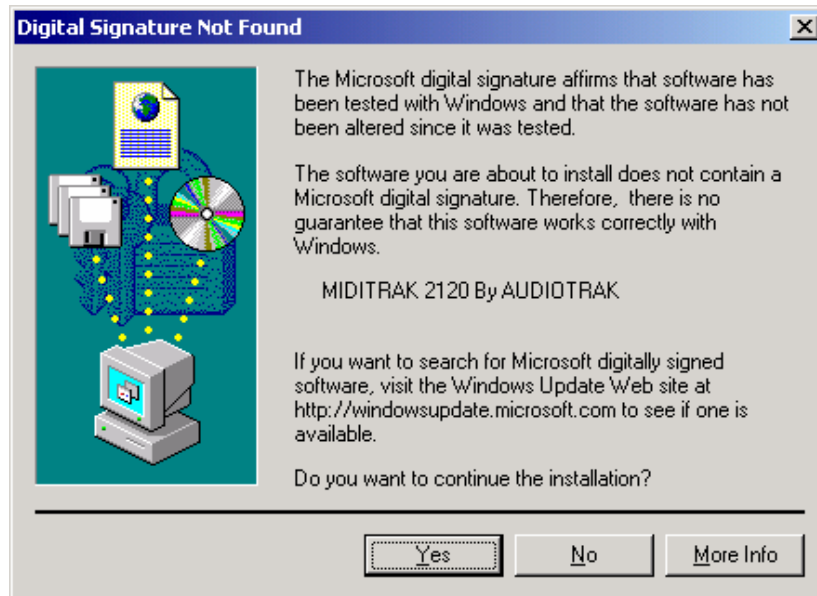 Digital Signature Not Found
The Microsoft digital signature affirms that software has
been tested with Windows and that the software has not
been altered since it was tested.
The software you are about to install does not contain a
Microsoft digital signature. Therefore,  there is no
guarantee that this software works correctly with
Windows.
MIDITRAK 2120 By AUDIOTRAK
If you want to search for Microsoft digitally signed
software, visit the Windows Update Web site at
http://windowsupdate.microsoft.com to see if one is
available.
Do you want to continue the installation?
Yes No More Info